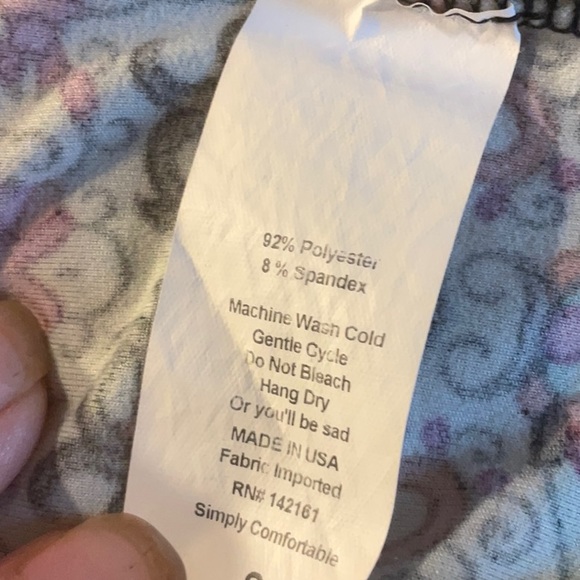 92% Polyester
8 % Spandex
Machine Wash Cold
Gentle Cycle
Do Not Bleach
Hang Dry
Or you'll be sad
MADE IN USA
Fabric Imported
RN# 142161
Simply Comfortable